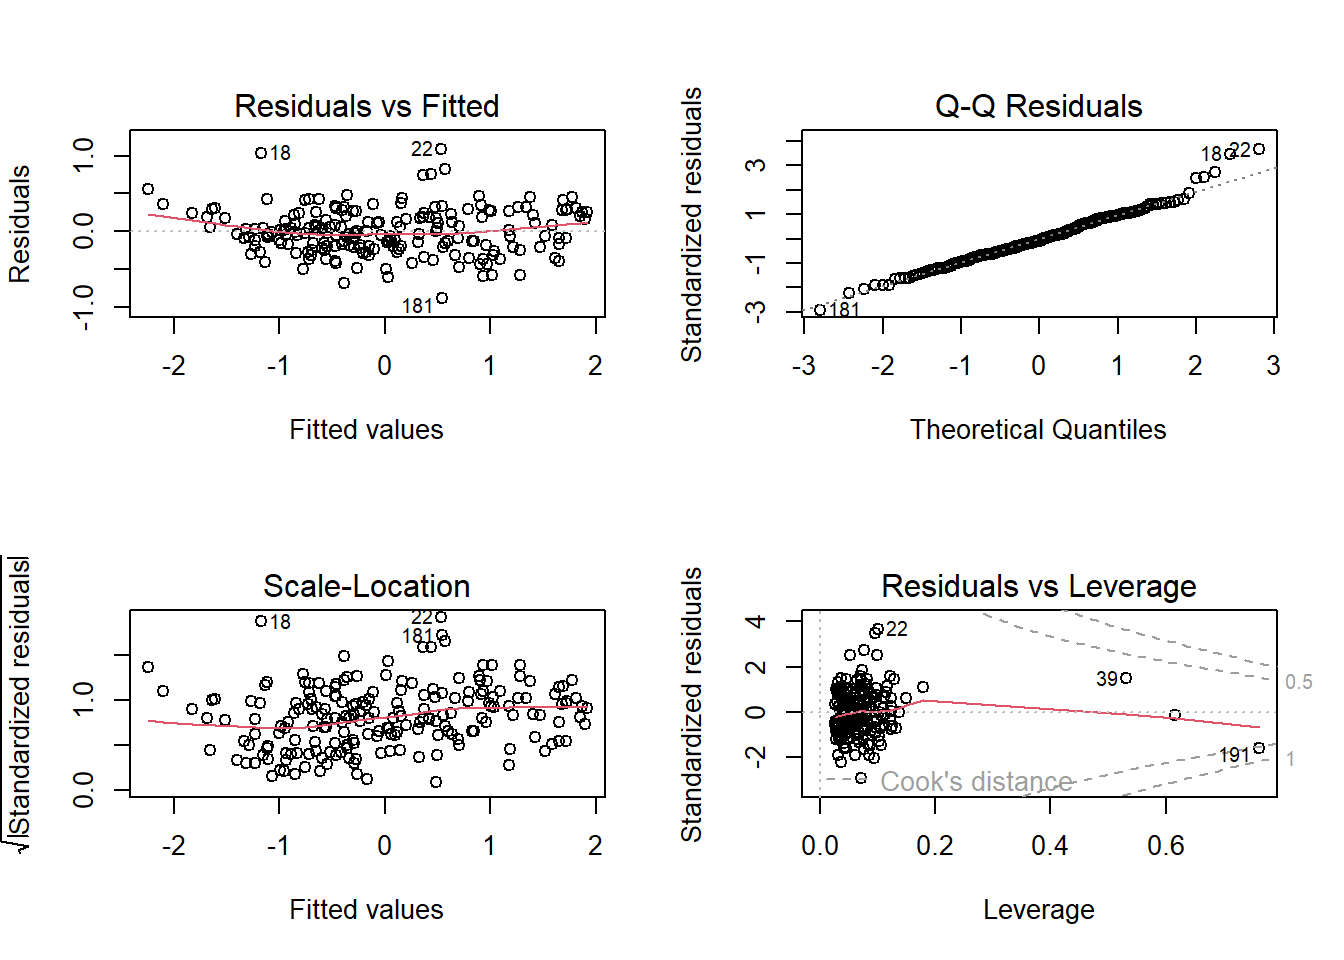 Residuals vs Fitted
Residuals
1.0
0.0
-1.0
18
22
181
-2 -1 0 1 2
Fitted values
Q-Q Residuals
Standardized residuals
3
1
-1
-3
18 22
181
-3 -2 -1 0 1 2 3
Theoretical Quantiles
Scale-Location
√|Standardized residuals|
1.0
0.0
18
22
181
-2 -1 0 1 2
Fitted values
Residuals vs Leverage
Standardized residuals
4
2
0
-2
22
39
191
0.5
1
Cook's distance
0.0 0.2 0.4 0.6
Leverage